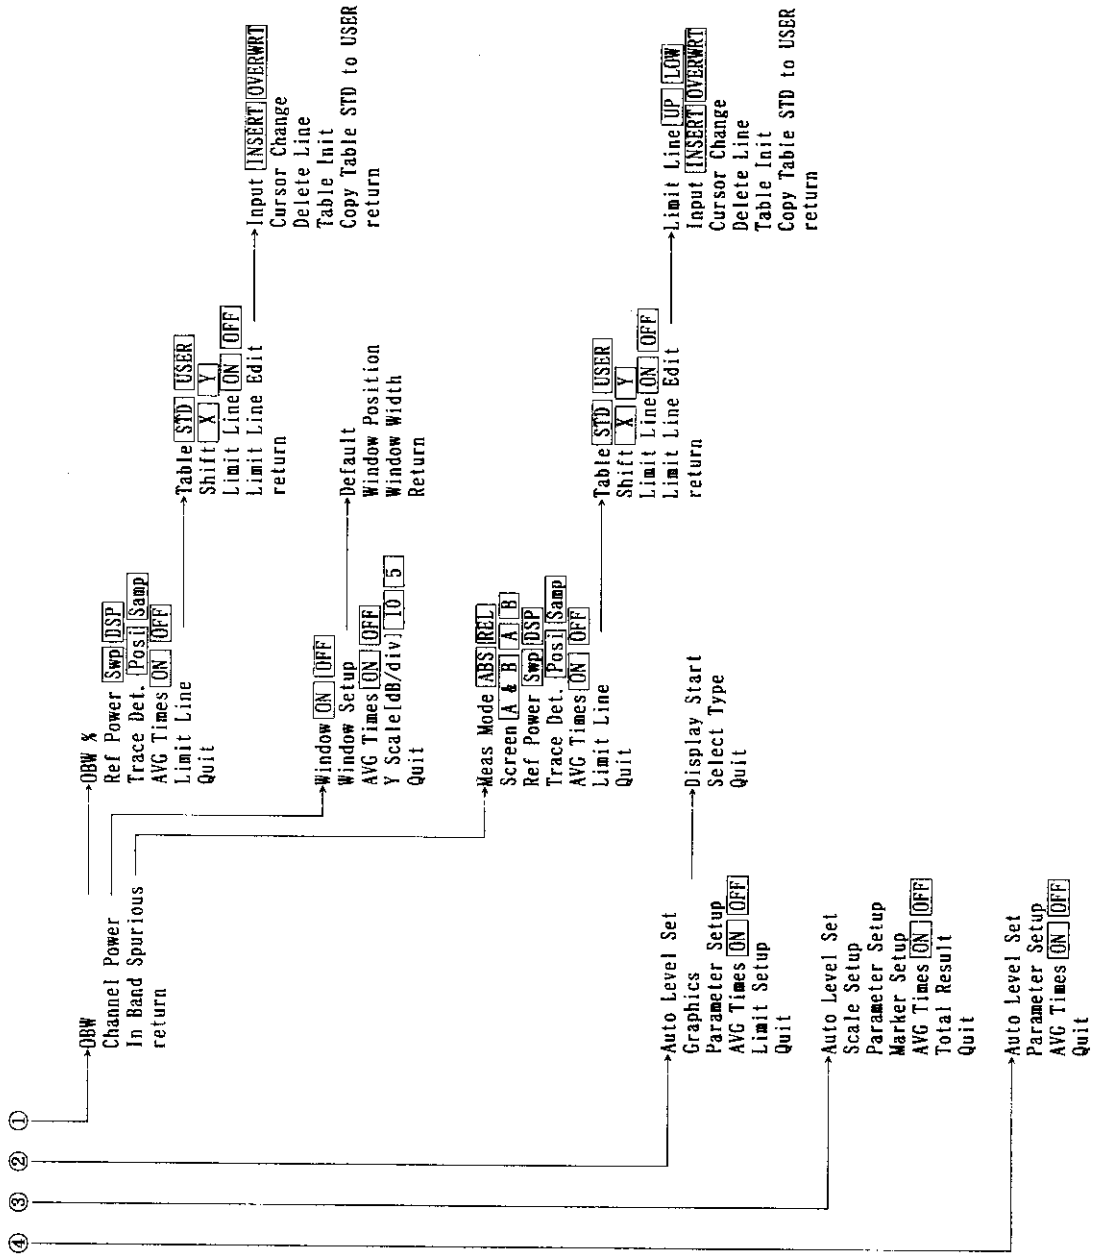 ①
OBW
Channel Power
In Band Spurious
return
OBW %
Ref Power Swp DSP
Trace Det. Posi Samp
AVG Times ON OFF
Limit Line
Quit
Table STD USER
Shift X Y
Limit Line ON OFF
Limit Line Edit
return
Input INSERT OVERWRT
Cursor Change
Delete Line
Table Init
Copy Table STD to USER
return
Window ON OFF
Window Setup
AVG Times ON OFF
Y Scale[dB/div] 10 5
Quit
Default
Window Position
Window Width
Return
Meas Mode ABS REL
Screen A & B A B
Ref Power Swp DSP
Trace Det. Posi Samp
AVG Times ON OFF
Limit Line
Quit
Table STD USER
Shift X Y
Limit Line ON OFF
Limit Line Edit
return
Limit Line UP LOW
Input INSERT OVERWRT
Cursor Change
Delete Line
Table Init
Copy Table STD to USER
return
②
Auto Level Set
Graphics
Parameter Setup
AVG Times ON OFF
Limit Setup
Quit
Display Start
Select Type
Quit
③
Auto Level Set
Scale Setup
Parameter Setup
Marker Setup
AVG Times ON OFF
Total Result
Quit
④
Auto Level Set
Parameter Setup
AVG Times ON OFF
Quit